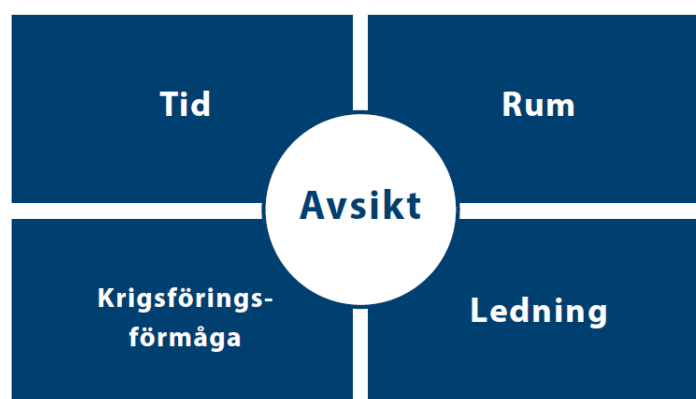 Tid
Rum
Avsikt
Krigsförings-
förmåga
Ledning